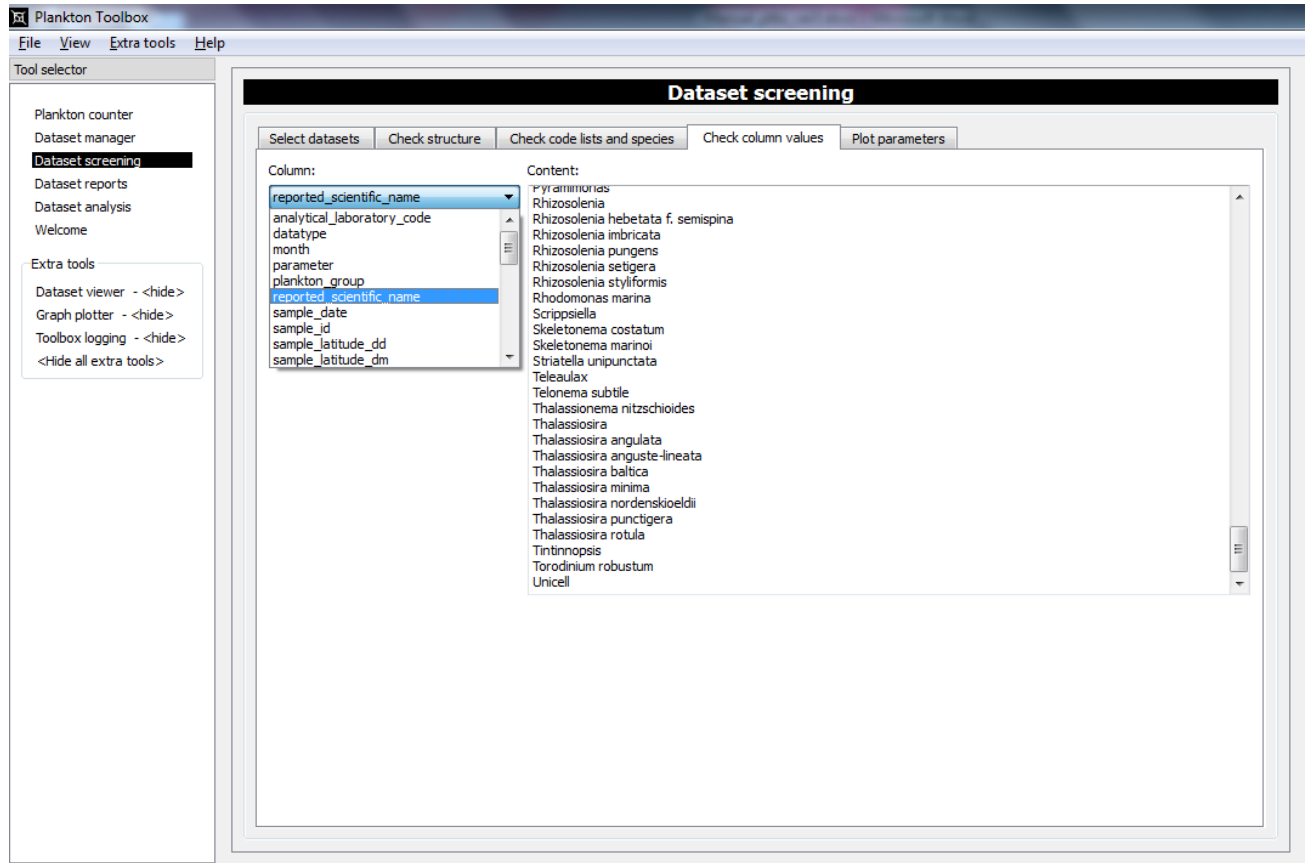 Plankton Toolbox
File View Extra tools Help
Tool selector
Plankton counter
Dataset manager
Dataset screening
Dataset reports
Dataset analysis
Welcome
Extra tools
Dataset viewer - <hide>
Graph plotter - <hide>
Toolbox logging - <hide>
<Hide all extra tools>
Dataset screening
Select datasets Check structure Check code lists and species Check column values Plot parameters
Column:
reported_scientific_name
analytical_laboratory_code
datatype
month
parameter
plankton_group
reported_scientific_name
sample_date
sample_id
sample_latitude_dd
sample_latitude_dm
Content:
Pyramimonas
Rhizosolenia
Rhizosolenia hebetata f. semispina
Rhizosolenia imbricata
Rhizosolenia pungens
Rhizosolenia setigera
Rhizosolenia styliformis
Rhodomonas marina
Scrippsiella
Skeletonema costatum
Skeletonema marinoi
Striatella unipunctata
Teleaulax
Telonema subtile
Thalassionema nitzschioides
Thalassiosira
Thalassiosira angulata
Thalassiosira anguste-lineata
Thalassiosira baltica
Thalassiosira minima
Thalassiosira nordenskioeldii
Thalassiosira punctigera
Thalassiosira rotula
Tintinnopsis
Torodinium robustum
Unicell